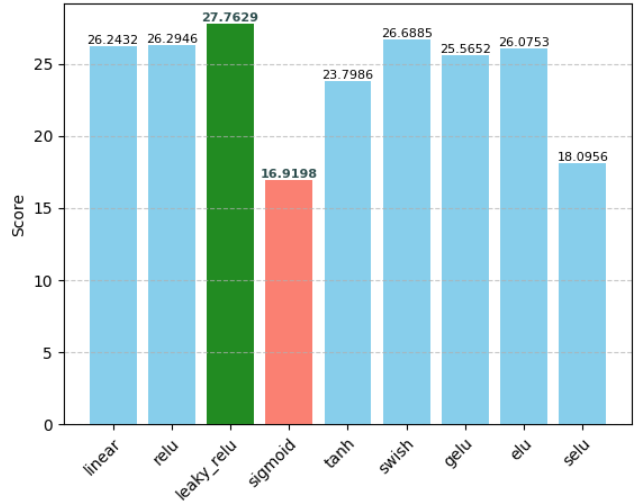 27.7629
26.2432
26.2946
26.6885
26.0753
25.5652
25
23.7986
20
18.0956
16.9198
15
Score
10
5
0
linear
relu
leaky_relu
sigmoid
tanh
swish
gelu
elu
selu